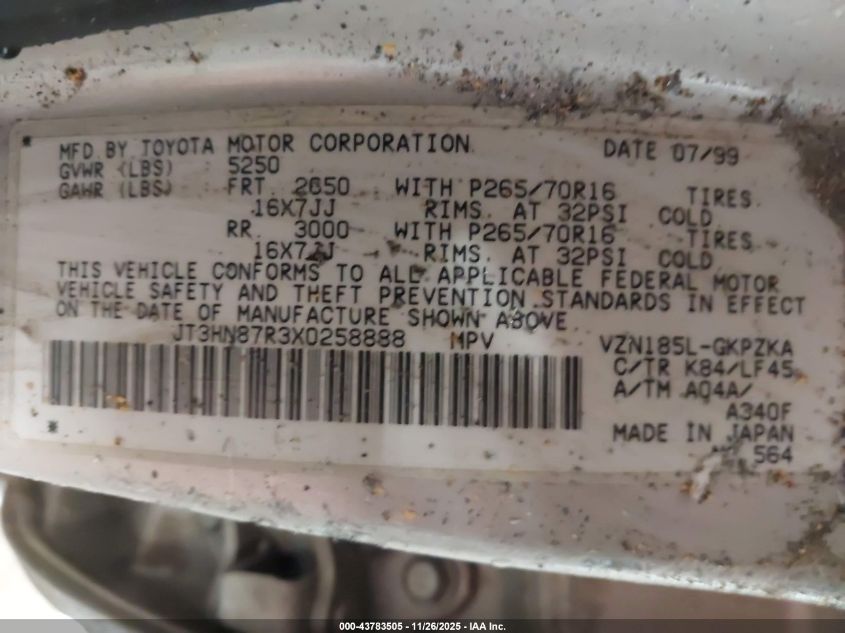 MFD BY TOYOTA MOTOR CORPORATION DATE 07/99
GVWR (LBS) 5250
GAWR (LBS) FRT 2650 WITH P265/70R16 TIRES
16X7JJ RIMS. AT 32PSI COLD
RR 3000 WITH P265/70R16 TIRES
16X7JJ RIMS. AT 32PSI COLD
THIS VEHICLE CONFORMS TO ALL APPLICABLE FEDERAL MOTOR
VEHICLE SAFETY AND THEFT PREVENTION STANDARDS IN EFFECT
ON THE DATE OF MANUFACTURE SHOWN ABOVE
JT3HN87R3X0258888 MPV VZN185L-GKPZKA
C/TR K84/LF45
A/TM A04A/
A340F
MADE IN JAPAN
564
000-43783505 - 11/26/2025 - IAA Inc.